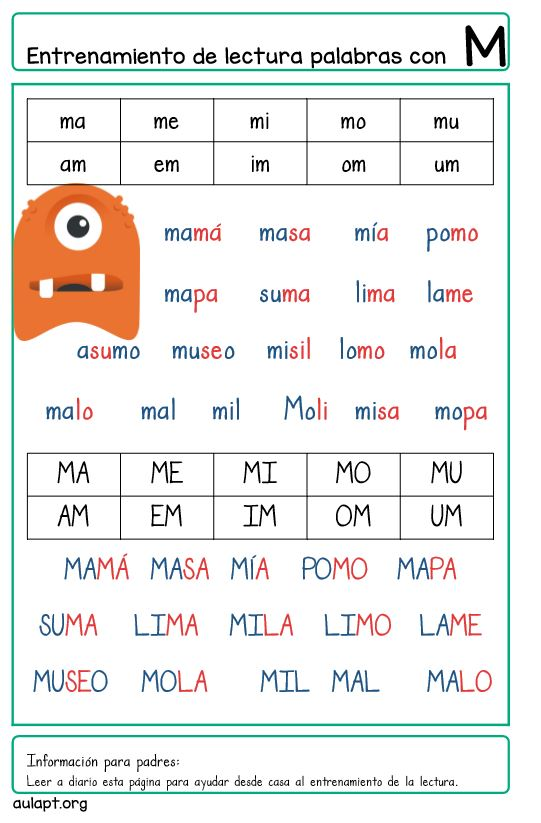 Entrenamiento de lectura palabras con M
ma me mi mo mu
am em im om um
mamá masa mía pomo
mapa suma lima lame
asumo museo misil lomo mola
malo mal mil Moli misa mopa
MA ME MI MO MU
AM EM IM OM UM
MAMÁ MASA MÍA POMO MAPA
SUMA LIMA MILA LIMO LAME
MUSEO MOLA MIL MAL MALO
Información para padres:
Leer a diario esta página para ayudar desde casa al entrenamiento de la lectura.
aulapt.org